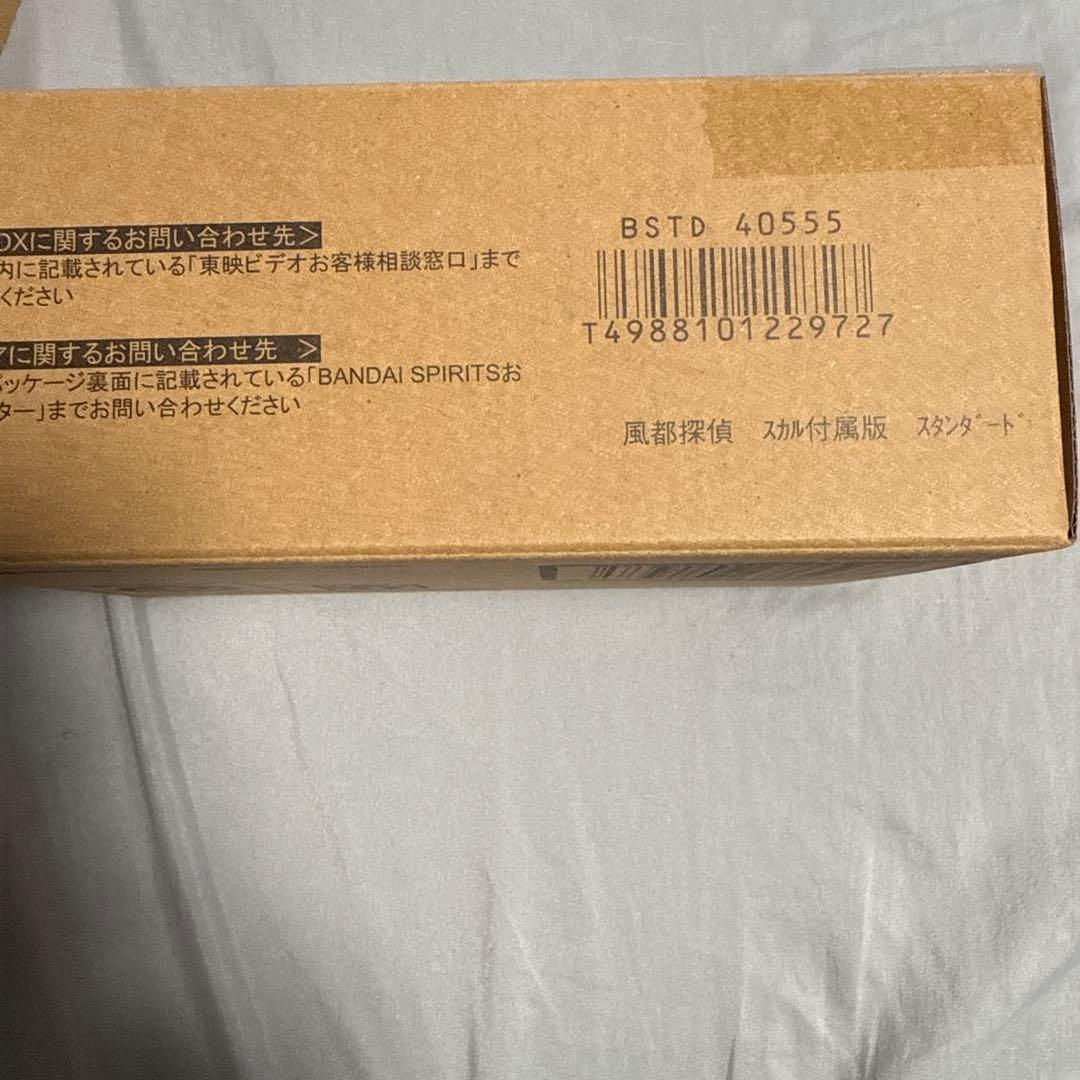 OXに関するお問い合わせ先＞
内に記載されている「東映ビデオお客様相談窓口」まで
ください
アに関するお問い合わせ先 ＞
パッケージ裏面に記載されている「BANDAI SPIRITSお
ター」までお問い合わせください
BSTD 40555
T4988101229727
風都探偵 ｽｶﾙ付属版 ｽﾀﾝﾀﾞｰﾄﾞ